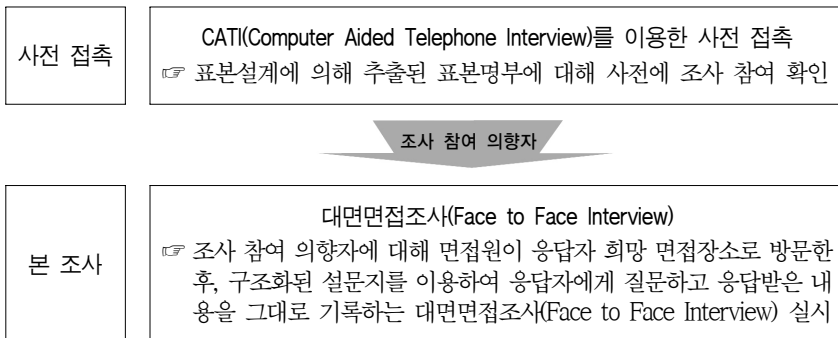 사전 접촉
CATI(Computer Aided Telephone Interview)를 이용한 사전 접촉
☞ 표본설계에 의해 추출된 표본명부에 대해 사전에 조사 참여 확인
조사 참여 의향자
본 조사
대면면접조사(Face to Face Interview)
☞ 조사 참여 의향자에 대해 면접원이 응답자 희망 면접장소로 방문한
후, 구조화된 설문지를 이용하여 응답자에게 질문하고 응답받은 내
용을 그대로 기록하는 대면면접조사(Face to Face Interview) 실시